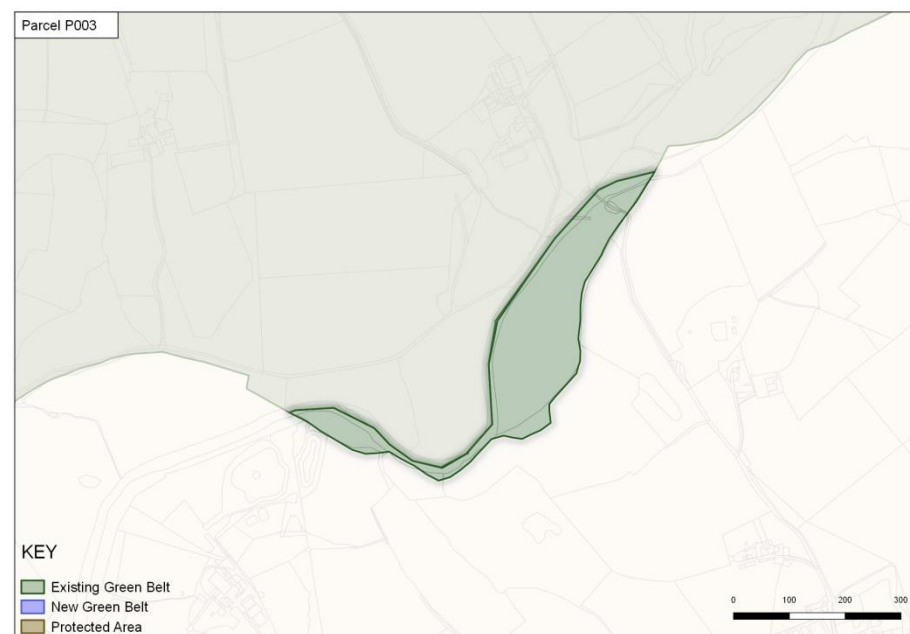 Parcel P003
KEY
Existing Green Belt
New Green Belt
Protected Area
0 100 200 300